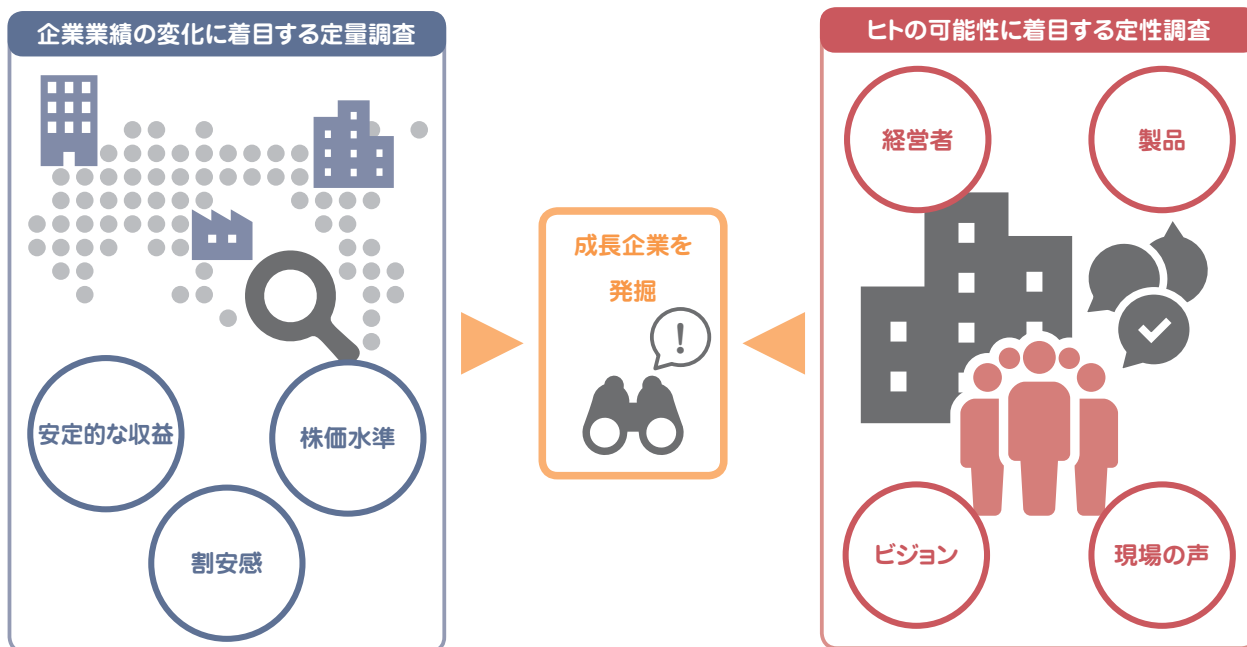 企業業績の変化に着目する定量調査
安定的な収益
株価水準
割安感
成長企業を
発掘
!
ヒトの可能性に着目する定性調査
経営者
製品
ビジョン
現場の声